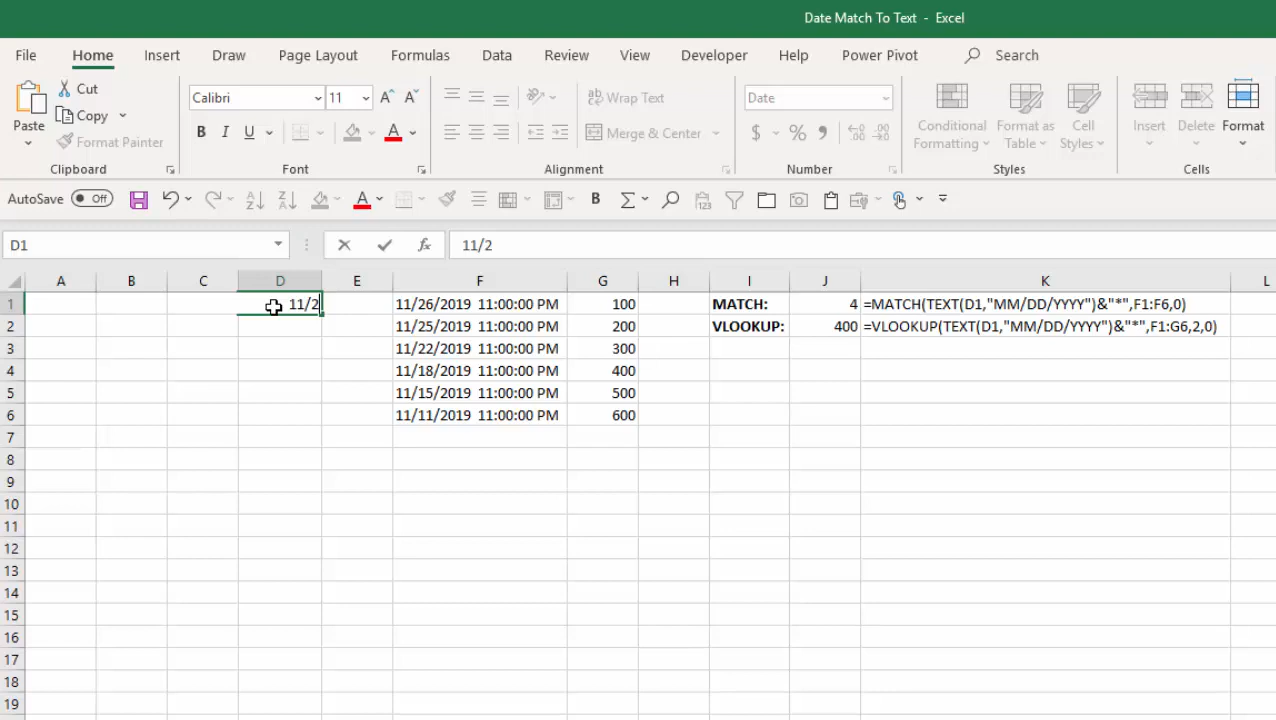 Date Match To Text - Excel
File Home Insert Draw Page Layout Formulas Data Review View Developer Help Power Pivot Search
Paste Cut Copy Format Painter Clipboard
Calibri 11 B I U A Font
Wrap Text Merge & Center Alignment
Date $ % Number
Conditional Formatting Format as Table Cell Styles Styles
Insert Delete Format Cells
AutoSave Off
D1 fx 11/2
A B C D E F G H I J K L
1 11/2 11/26/2019 11:00:00 PM 100 MATCH: 4 =MATCH(TEXT(D1,"MM/DD/YYYY")&"*",F1:F6,0)
2 11/25/2019 11:00:00 PM 200 VLOOKUP: 400 =VLOOKUP(TEXT(D1,"MM/DD/YYYY")&"*",F1:G6,2,0)
3 11/22/2019 11:00:00 PM 300
4 11/18/2019 11:00:00 PM 400
5 11/15/2019 11:00:00 PM 500
6 11/11/2019 11:00:00 PM 600
7
8
9
10
11
12
13
14
15
16
17
18
19